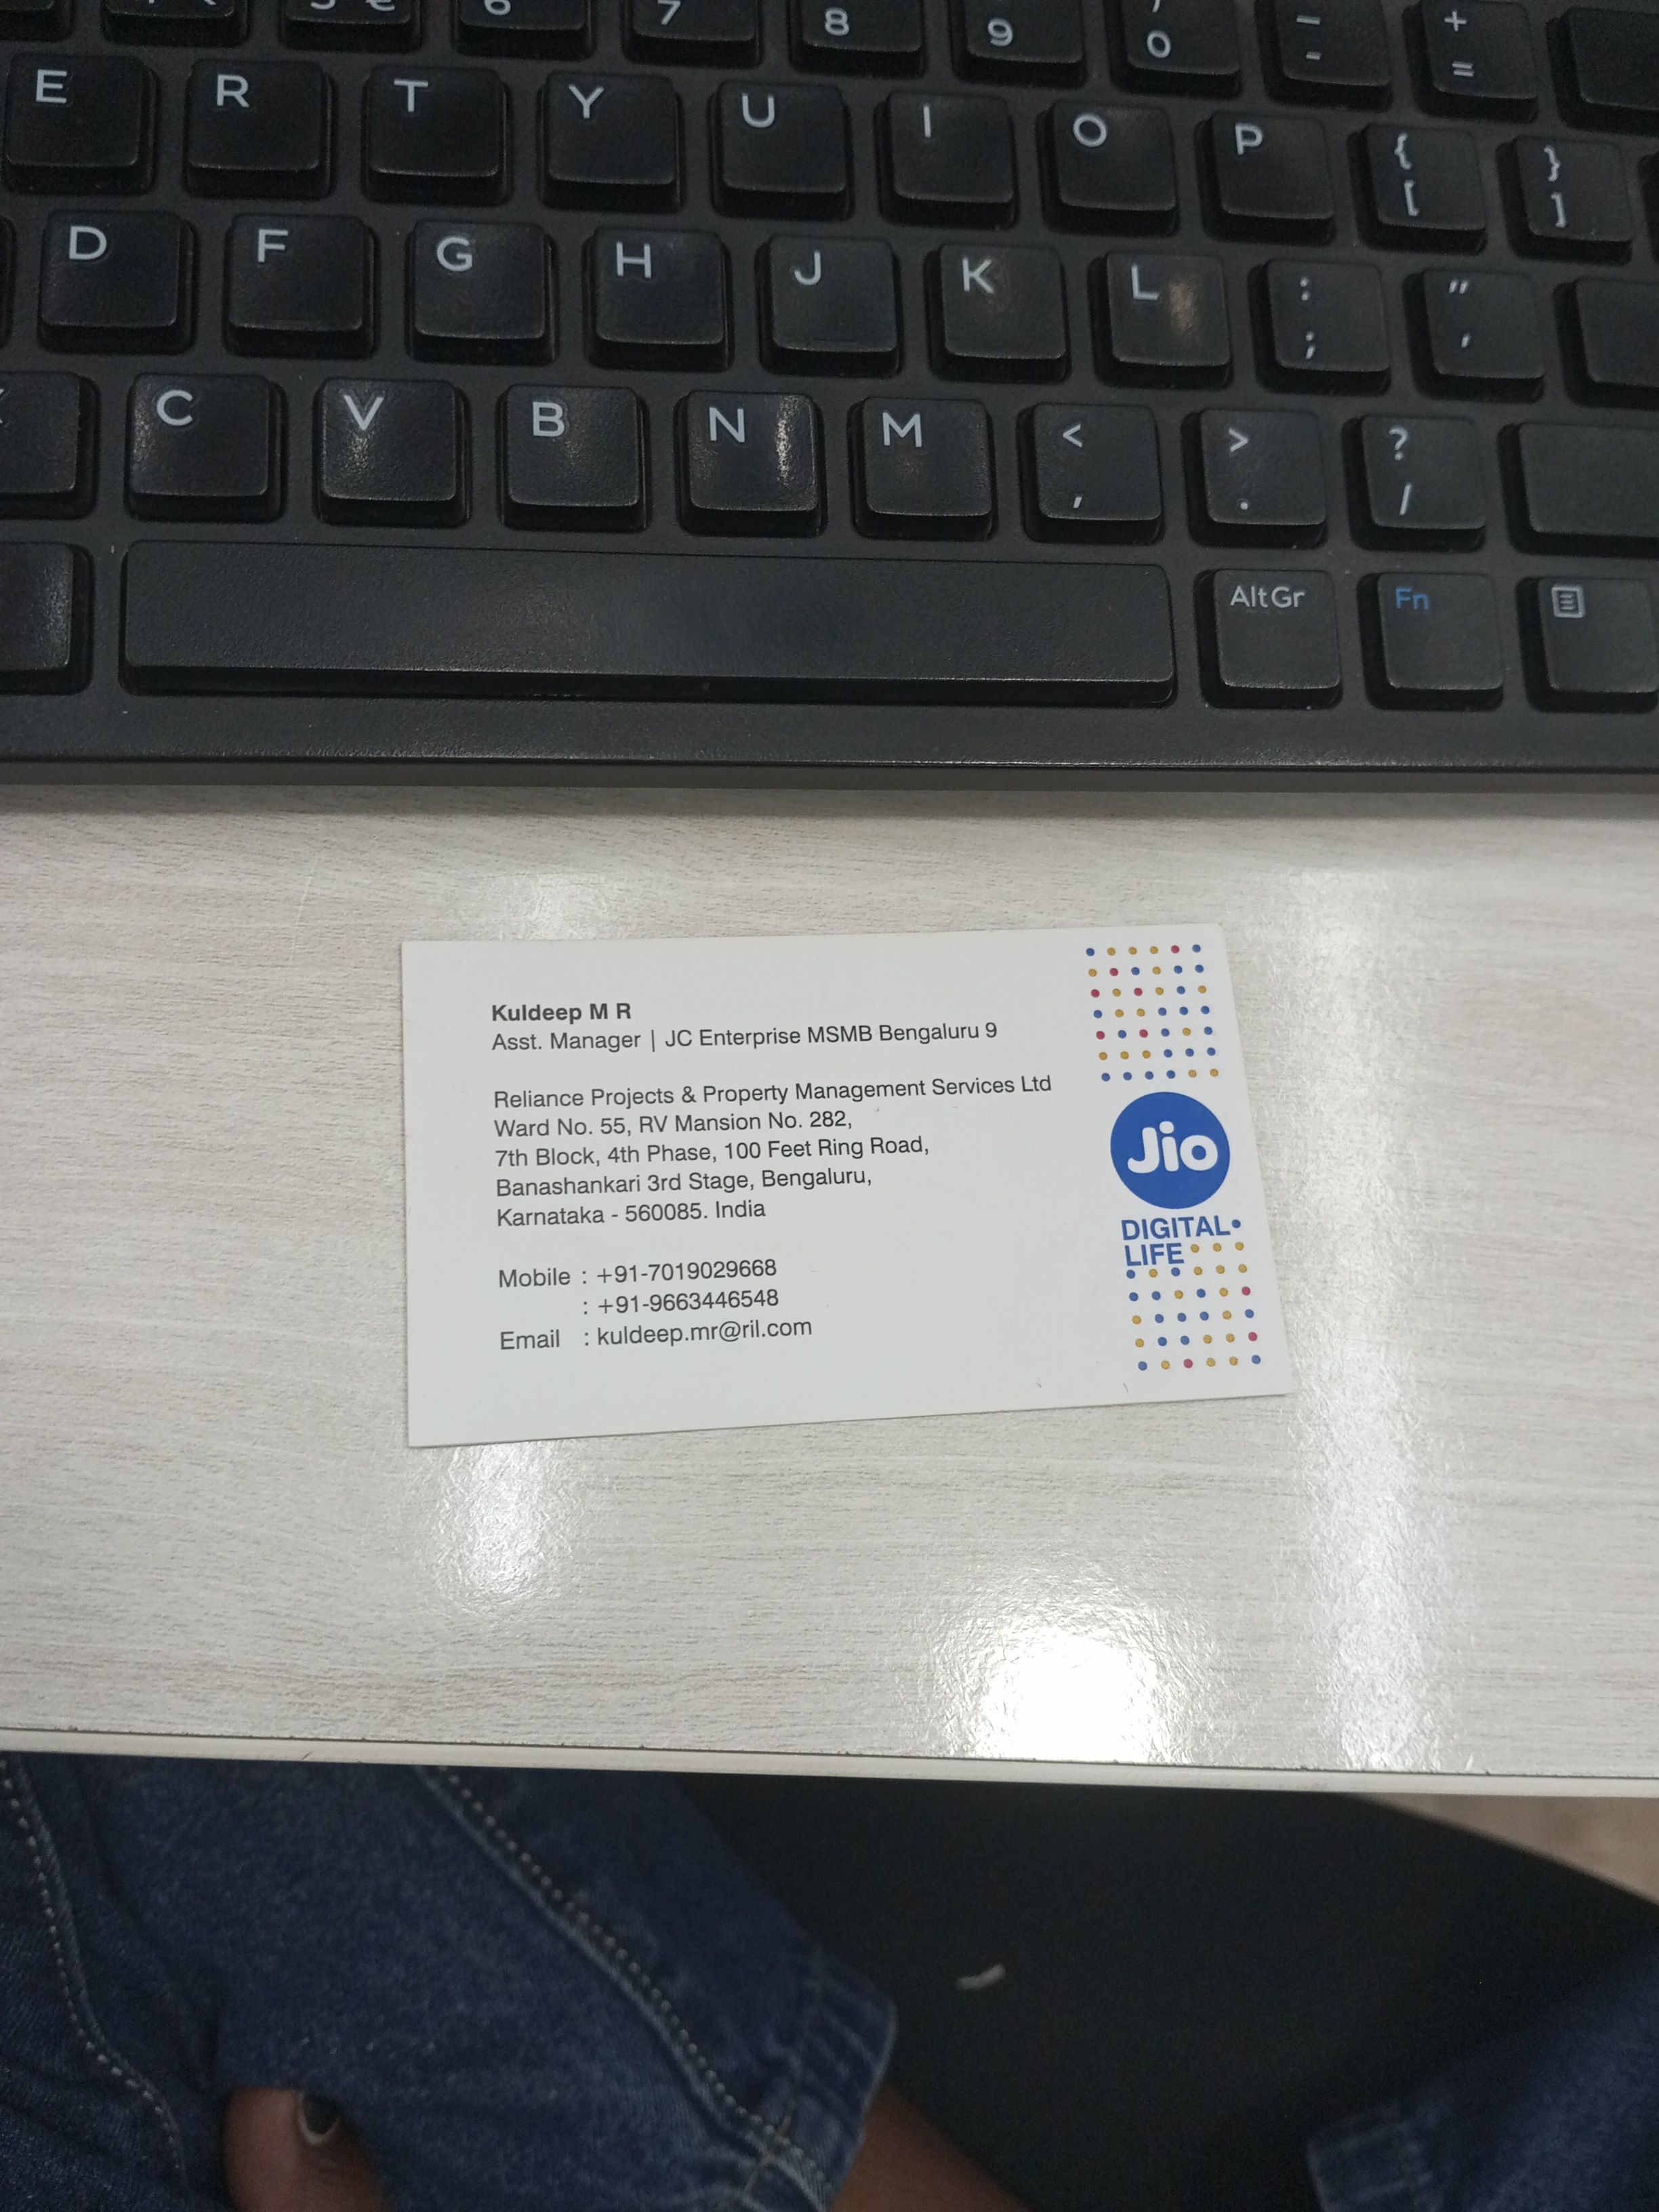 6
7
8
9
0
-
-
+
=
E
R
T
Y
U
I
O
P
{
[
}
]
D
F
G
H
J
K
L
:
;
"
'
C
V
B
N
M
<
,
>
.
?
/
AltGr
Fn
Kuldeep M R
Asst. Manager | JC Enterprise MSMB Bengaluru 9
Reliance Projects & Property Management Services Ltd
Ward No. 55, RV Mansion No. 282,
7th Block, 4th Phase, 100 Feet Ring Road,
Banashankari 3rd Stage, Bengaluru,
Karnataka - 560085. India
Mobile : +91-7019029668
: +91-9663446548
Email : kuldeep.mr@ril.com
Jio
DIGITAL
LIFE